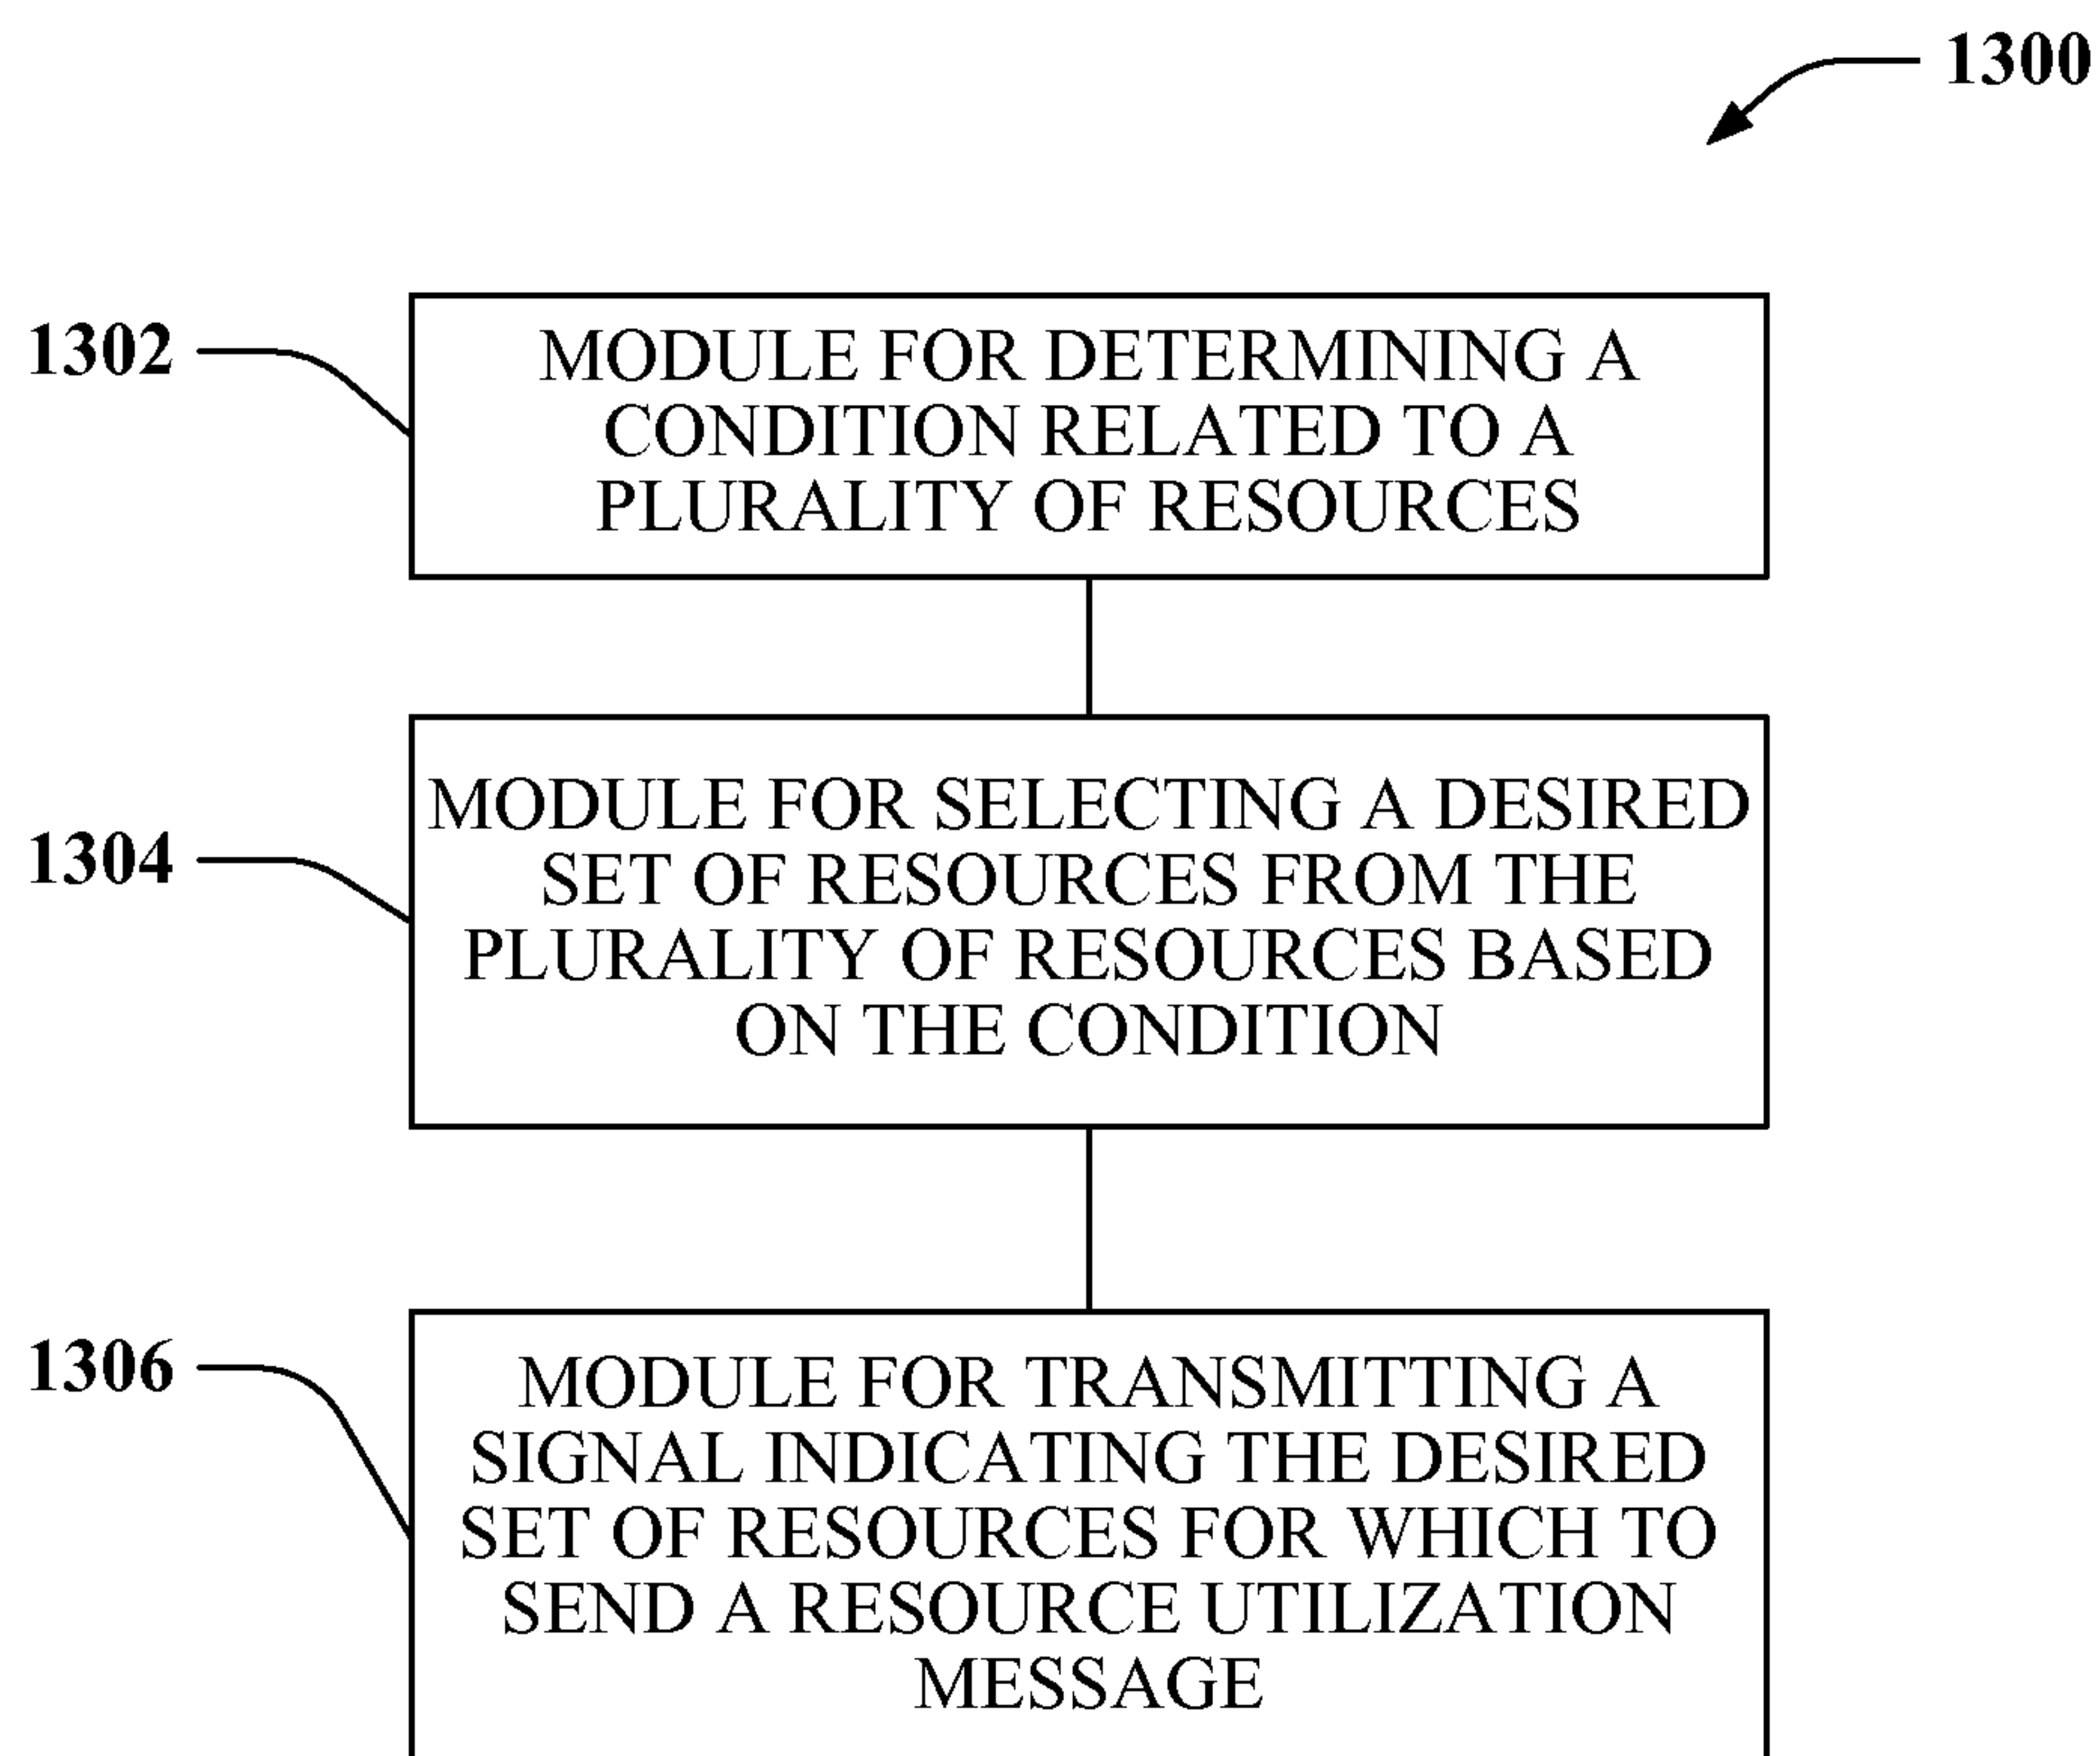 1300
1302
MODULE FOR DETERMINING A
CONDITION RELATED TO A
PLURALITY OF RESOURCES
1304
MODULE FOR SELECTING A DESIRED
SET OF RESOURCES FROM THE
PLURALITY OF RESOURCES BASED
ON THE CONDITION
1306
MODULE FOR TRANSMITTING A
SIGNAL INDICATING THE DESIRED
SET OF RESOURCES FOR WHICH TO
SEND A RESOURCE UTILIZATION
MESSAGE